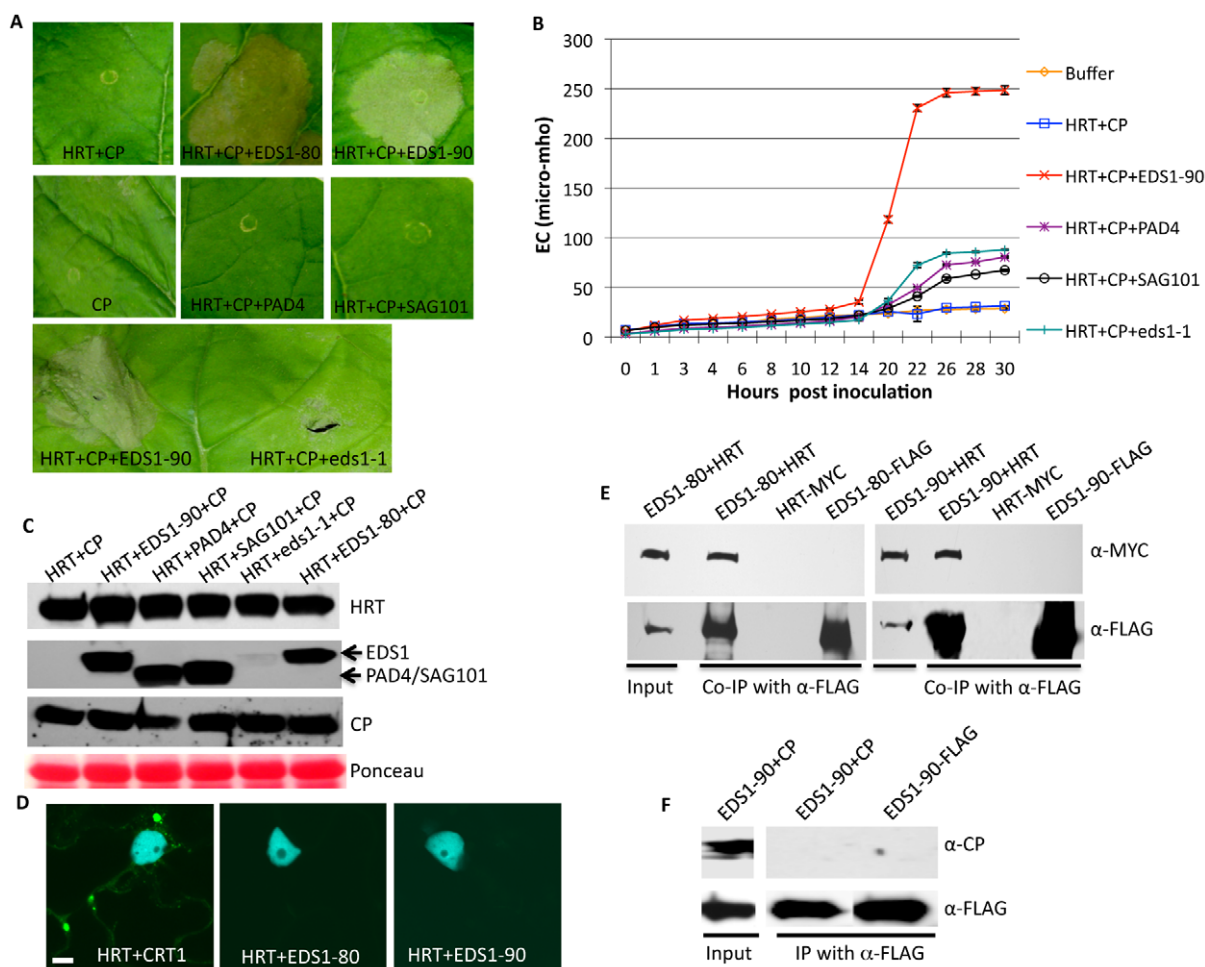 A
HRT+CP
HRT+CP+EDS1-80
HRT+CP+EDS1-90
CP
HRT+CP+PAD4
HRT+CP+SAG101
HRT+CP+EDS1-90
HRT+CP+eds1-1
B
300
250
200
150
100
50
0
EC (micro-mho)
0 1 3 4 6 8 10 12 14 20 22 26 28 30
Hours post inoculation
Buffer
HRT+CP
HRT+CP+EDS1-90
HRT+CP+PAD4
HRT+CP+SAG101
HRT+CP+eds1-1
C
HRT+CP
HRT+EDS1-90+CP
HRT+PAD4+CP
HRT+SAG101+CP
HRT+eds1-1+CP
HRT+EDS1-80+CP
HRT
EDS1
PAD4/SAG101
CP
Ponceau
D
HRT+CRT1
HRT+EDS1-80
HRT+EDS1-90
E
EDS1-80+HRT
EDS1-80+HRT
HRT-MYC
EDS1-80-FLAG
EDS1-90+HRT
EDS1-90+HRT
HRT-MYC
EDS1-90-FLAG
α-MYC
α-FLAG
Input
Co-IP with α-FLAG
Co-IP with α-FLAG
F
EDS1-90+CP
EDS1-90+CP
EDS1-90-FLAG
α-CP
α-FLAG
Input
IP with α-FLAG